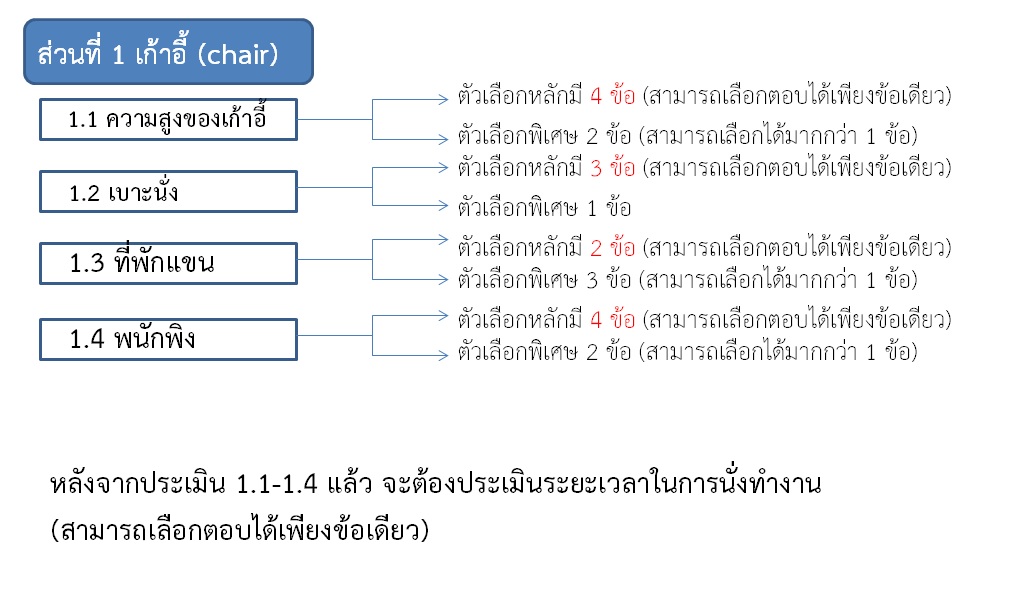 ส่วนที่ 1 เก้าอี้ (chair)
1.1 ความสูงของเก้าอี้
ตัวเลือกหลักมี 4 ข้อ (สามารถเลือกตอบได้เพียงข้อเดียว)
ตัวเลือกพิเศษ 2 ข้อ (สามารถเลือกได้มากกว่า 1 ข้อ)
1.2 เบาะนั่ง
ตัวเลือกหลักมี 3 ข้อ (สามารถเลือกตอบได้เพียงข้อเดียว)
ตัวเลือกพิเศษ 1 ข้อ
1.3 ที่พักแขน
ตัวเลือกหลักมี 2 ข้อ (สามารถเลือกตอบได้เพียงข้อเดียว)
ตัวเลือกพิเศษ 3 ข้อ (สามารถเลือกได้มากกว่า 1 ข้อ)
1.4 พนักพิง
ตัวเลือกหลักมี 4 ข้อ (สามารถเลือกตอบได้เพียงข้อเดียว)
ตัวเลือกพิเศษ 2 ข้อ (สามารถเลือกได้มากกว่า 1 ข้อ)
หลังจากประเมิน 1.1-1.4 แล้ว จะต้องประเมินระยะเวลาในการนั่งทำงาน
(สามารถเลือกตอบได้เพียงข้อเดียว)